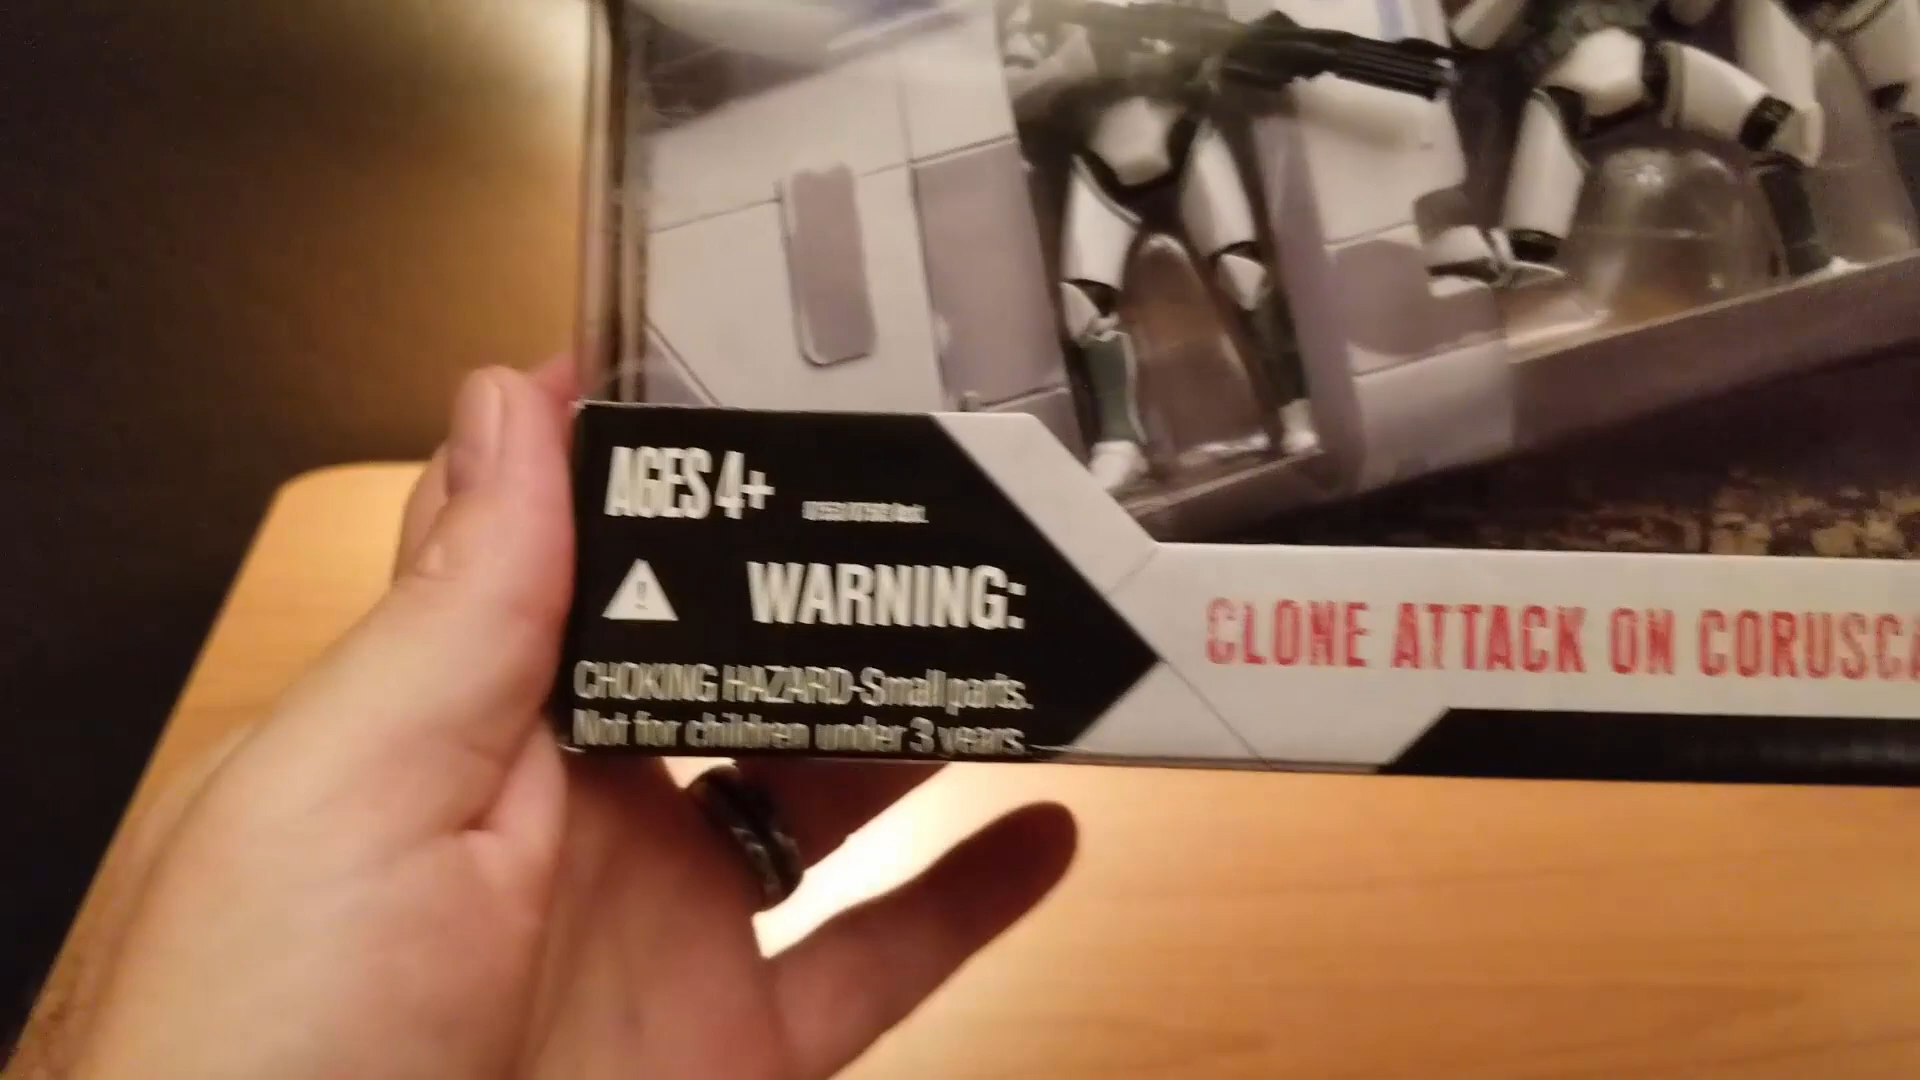 AGES 4+
WARNING:
CHOKING HAZARD-Small parts.
Not for children under 3 years.
CLONE ATTACK ON CORUSCA